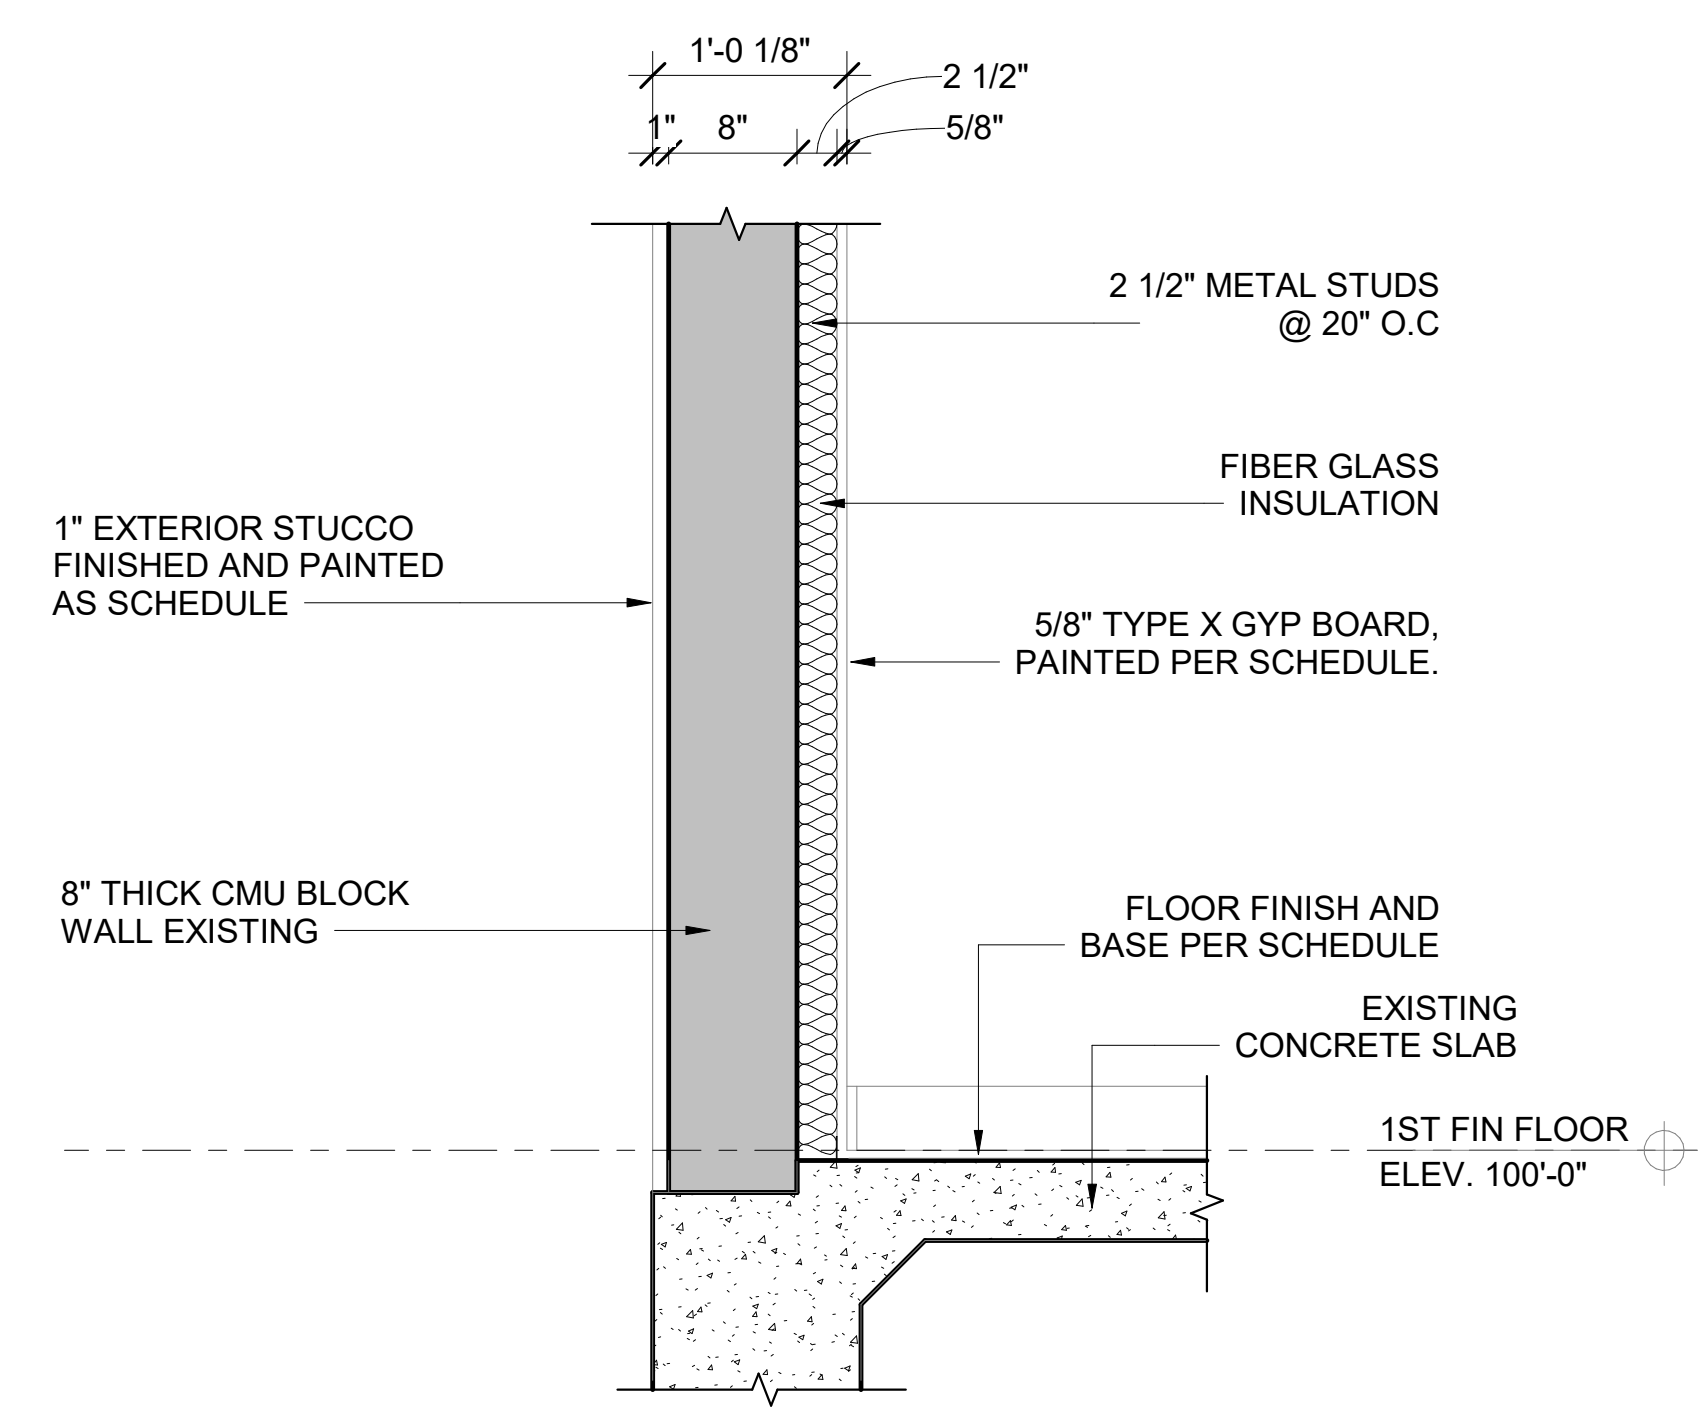 1'-0 1/8"
2 1/2"
1" 8" 5/8"
2 1/2" METAL STUDS
@ 20" O.C
FIBER GLASS
INSULATION
1" EXTERIOR STUCCO
FINISHED AND PAINTED
AS SCHEDULE
5/8" TYPE X GYP BOARD,
PAINTED PER SCHEDULE.
8" THICK CMU BLOCK
WALL EXISTING
FLOOR FINISH AND
BASE PER SCHEDULE
EXISTING
CONCRETE SLAB
1ST FIN FLOOR
ELEV. 100'-0"